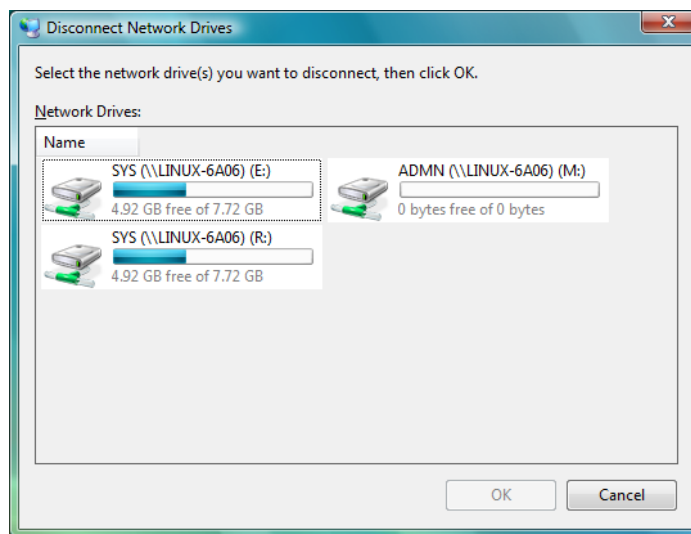 Disconnect Network Drives
Select the network drive(s) you want to disconnect, then click OK.
Network Drives:
Name
SYS (\\LINUX-6A06) (E:)
4.92 GB free of 7.72 GB
ADMN (\\LINUX-6A06) (M:)
0 bytes free of 0 bytes
SYS (\\LINUX-6A06) (R:)
4.92 GB free of 7.72 GB
OK
Cancel